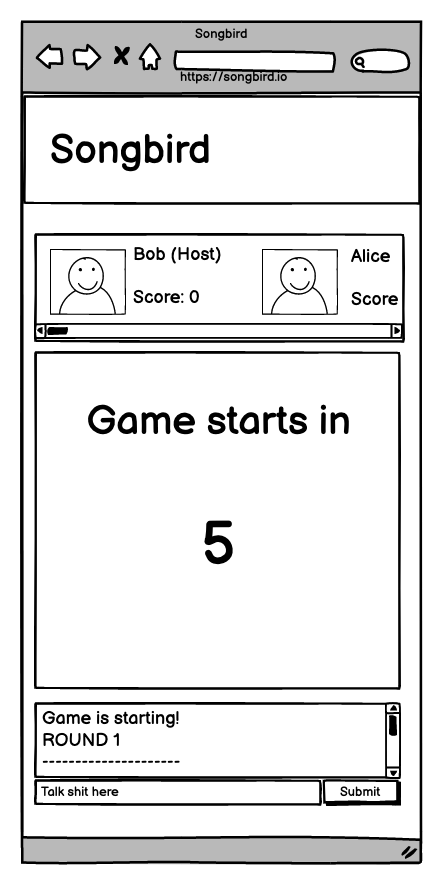 Songbird
https://songbird.io
Songbird
Bob (Host)
Score: 0
Alice
Score
Game starts in
5
Game is starting!
ROUND 1
---------------------
Talk shit here
Submit